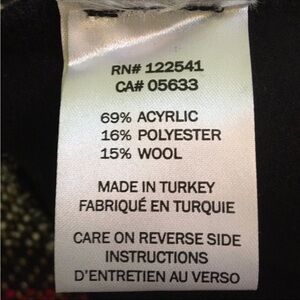 RN# 122541
CA# 05633
69% ACYRLIC
16% POLYESTER
15% WOOL
MADE IN TURKEY
FABRIQUÉ EN TURQUIE
CARE ON REVERSE SIDE
INSTRUCTIONS
D'ENTRETIEN AU VERSO